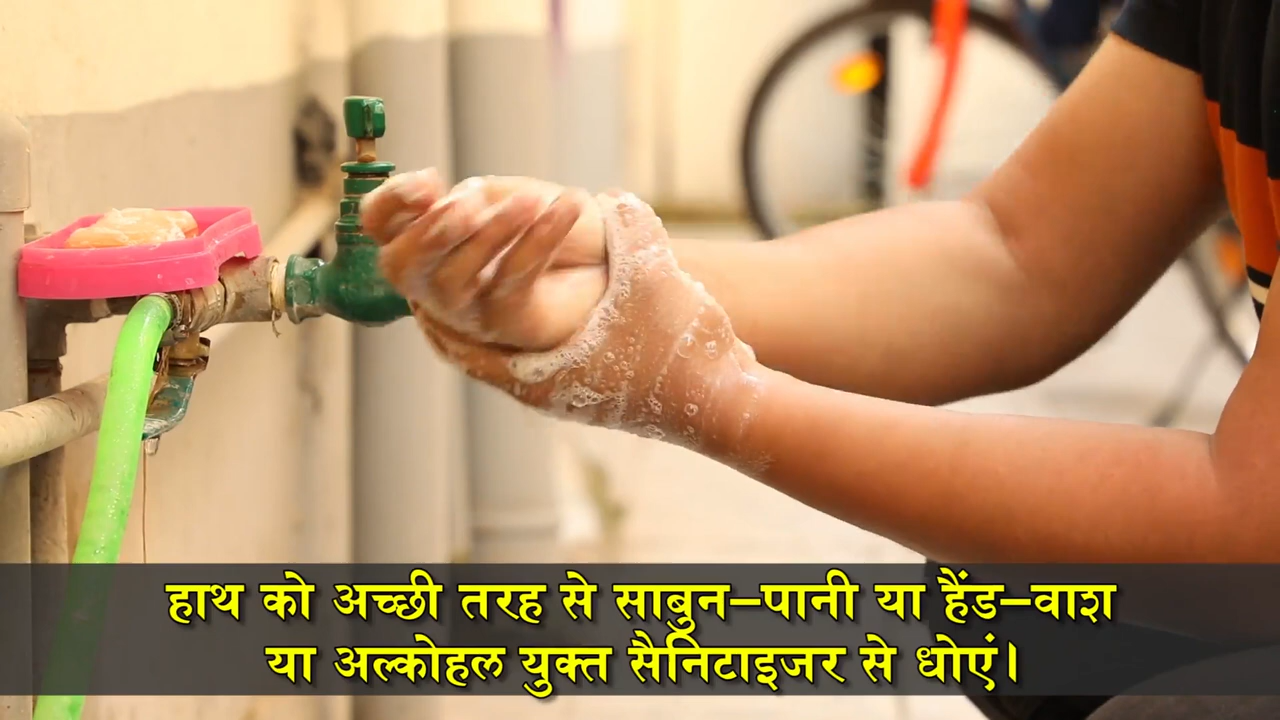 हाथ को अच्छी तरह से साबुन–पानी या हैंड–वाश
या अल्कोहल युक्त सैनिटाइजर से धोएं।